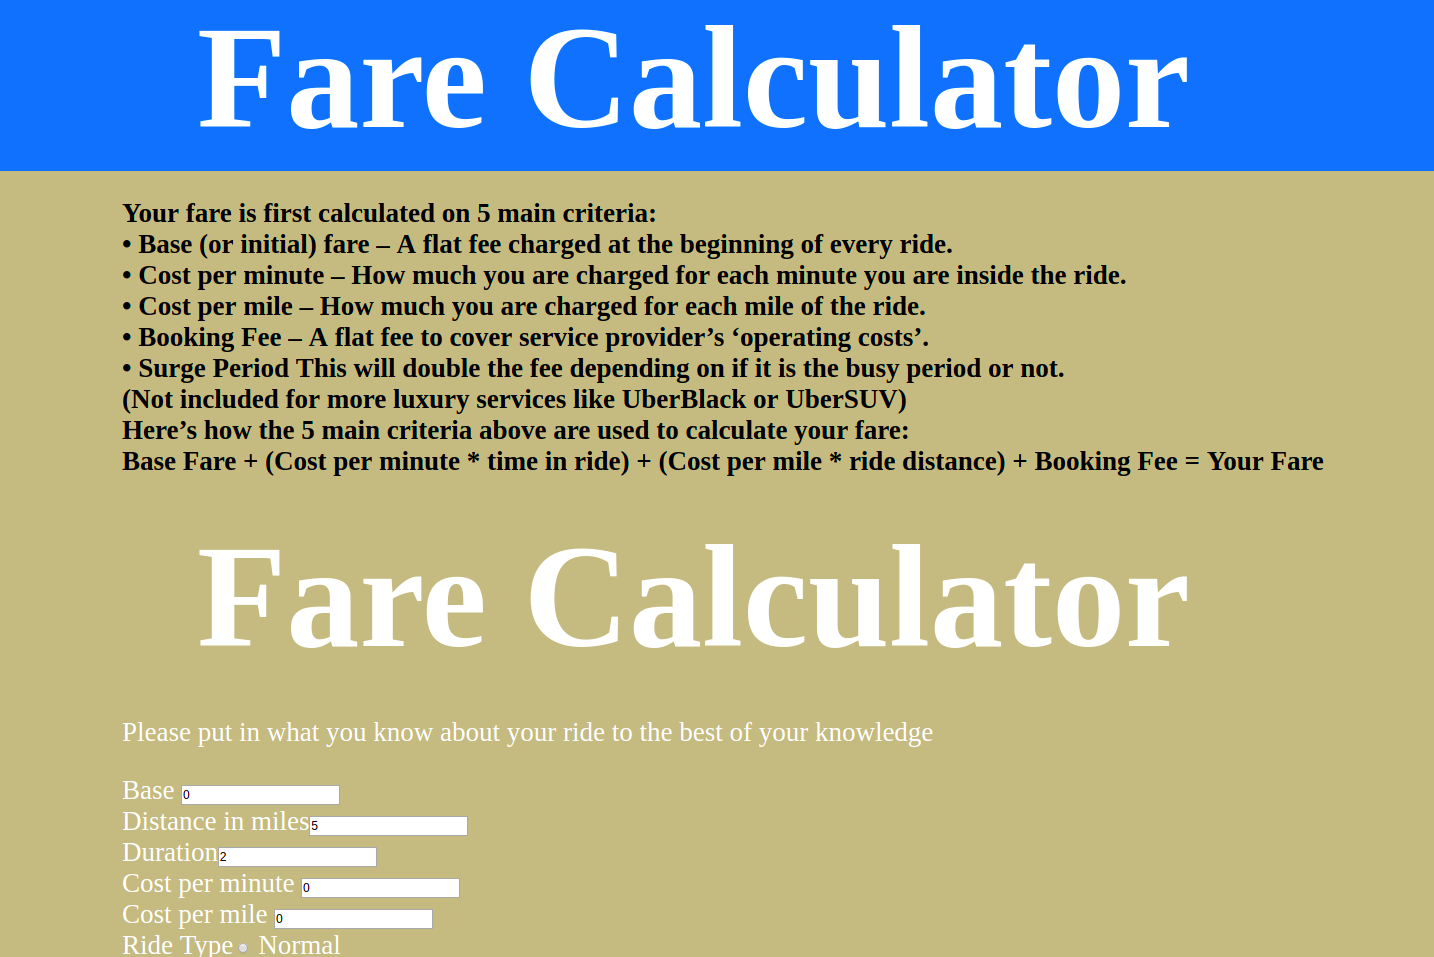 Fare Calculator
Your fare is first calculated on 5 main criteria:
• Base (or initial) fare – A flat fee charged at the beginning of every ride.
• Cost per minute – How much you are charged for each minute you are inside the ride.
• Cost per mile – How much you are charged for each mile of the ride.
• Booking Fee – A flat fee to cover service provider’s ‘operating costs’.
• Surge Period This will double the fee depending on if it is the busy period or not.
(Not included for more luxury services like UberBlack or UberSUV)
Here’s how the 5 main criteria above are used to calculate your fare:
Base Fare + (Cost per minute * time in ride) + (Cost per mile * ride distance) + Booking Fee = Your Fare
Fare Calculator
Please put in what you know about your ride to the best of your knowledge
Base 0
Distance in miles 5
Duration 2
Cost per minute 0
Cost per mile 0
Ride Type Normal